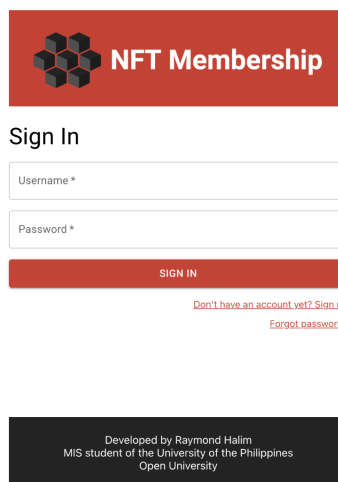 NFT Membership
Sign In
Username *
Password *
SIGN IN
Don't have an account yet? Sign
Forgot passwor
Developed by Raymond Halim
MIS student of the University of the Philippines
Open University